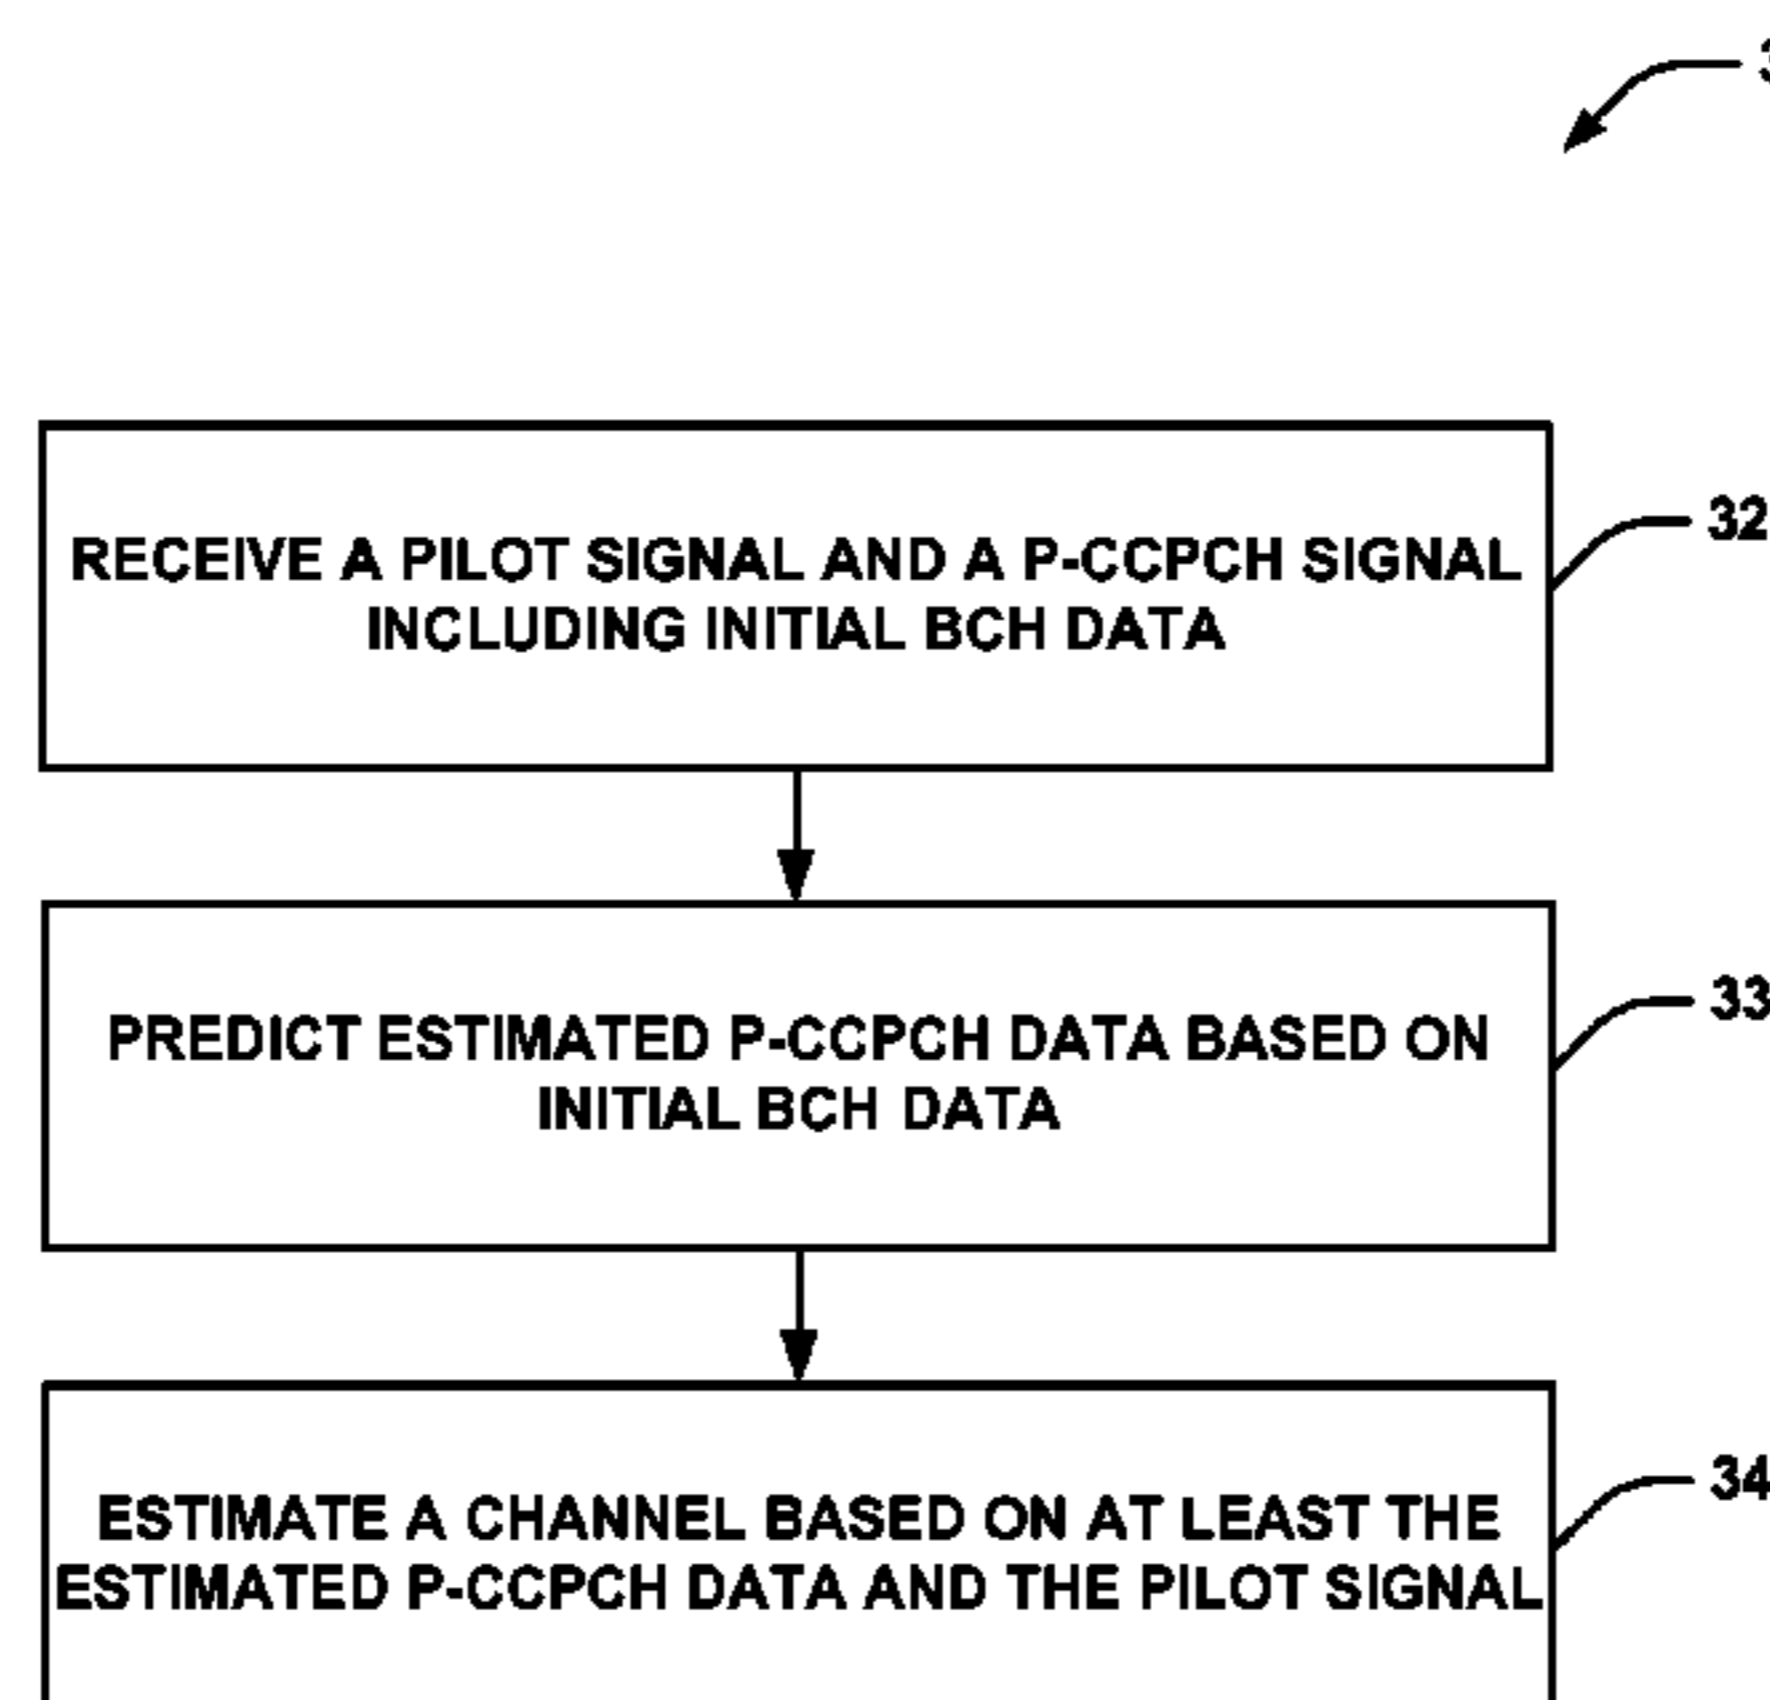 RECEIVE A PILOT SIGNAL AND A P-CCPCH SIGNAL
INCLUDING INITIAL BCH DATA
32
PREDICT ESTIMATED P-CCPCH DATA BASED ON
INITIAL BCH DATA
33
ESTIMATE A CHANNEL BASED ON AT LEAST THE
ESTIMATED P-CCPCH DATA AND THE PILOT SIGNAL
34